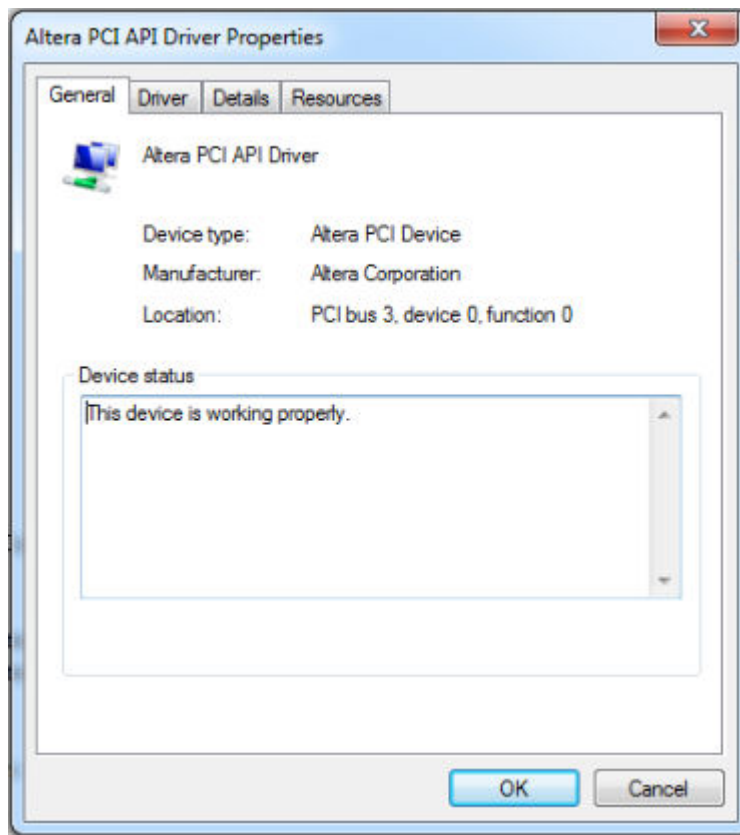 Altera PCI API Driver Properties
General Driver Details Resources
Altera PCI API Driver
Device type: Altera PCI Device
Manufacturer: Altera Corporation
Location: PCI bus 3, device 0, function 0
Device status
This device is working properly.
OK Cancel